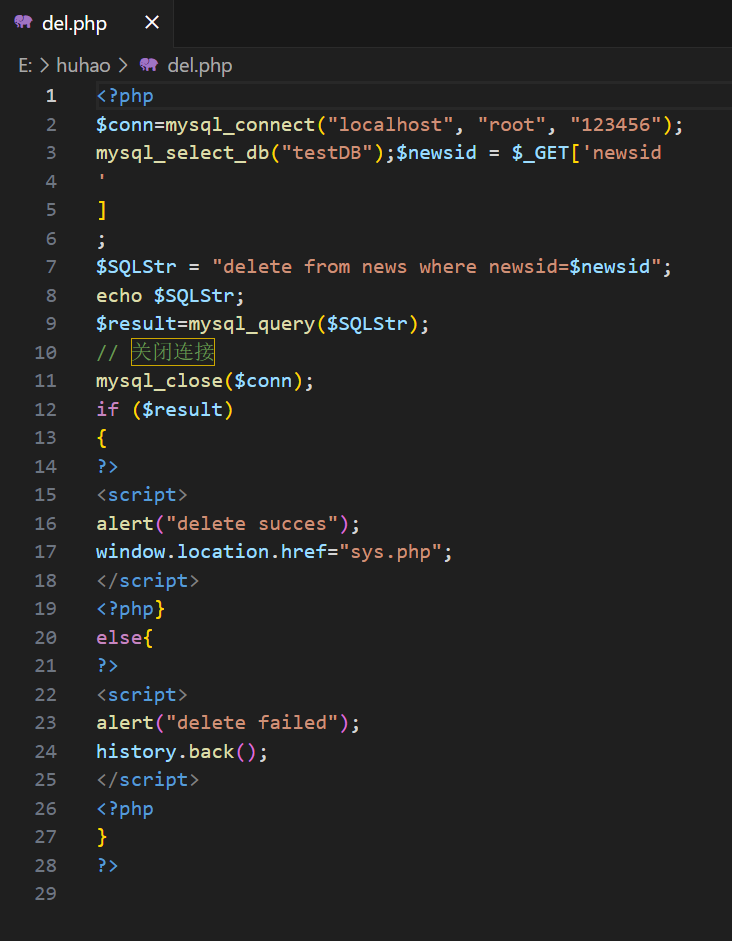 del.php ×
E: > huhao > del.php
1 <?php
2 $conn=mysql_connect("localhost", "root", "123456");
3 mysql_select_db("testDB");$newsid = $_GET['newsid
4 '
5 ]
6 ;
7 $SQLStr = "delete from news where newsid=$newsid";
8 echo $SQLStr;
9 $result=mysql_query($SQLStr);
10 // 关闭连接
11 mysql_close($conn);
12 if ($result)
13 {
14 ?>
15 <script>
16 alert("delete succes");
17 window.location.href="sys.php";
18 </script>
19 <?php}
20 else{
21 ?>
22 <script>
23 alert("delete failed");
24 history.back();
25 </script>
26 <?php
27 }
28 ?>
29